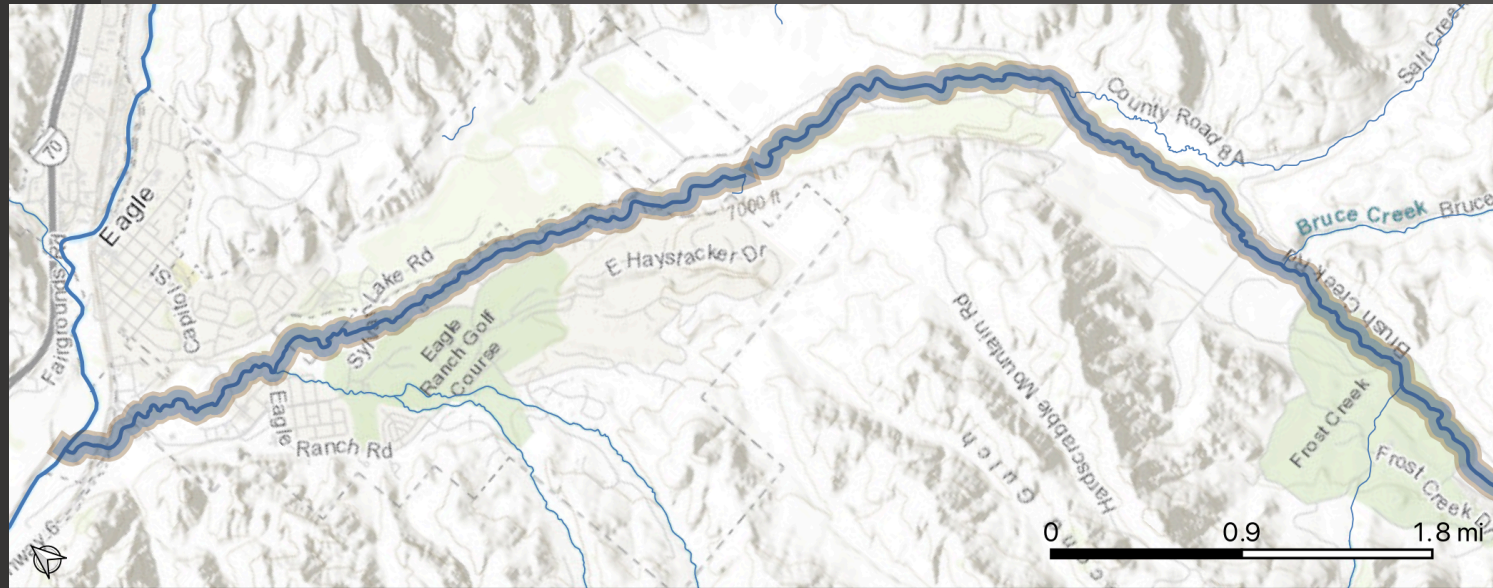 Salt Creek
County Road 8A
70
Eagle
Bruce Creek
Bruce
7000 ft
Fairgrounds Rd
E Haystacker Dr
Lake Rd
Capitol St
Brush Creek Rd
Eagle
Ranch Golf
Course
Hardscrabble Mountain Rd
Eagle
Ranch Rd
Frost Creek
Gulch
Frost Creek Dr
0 0.9 1.8 mi